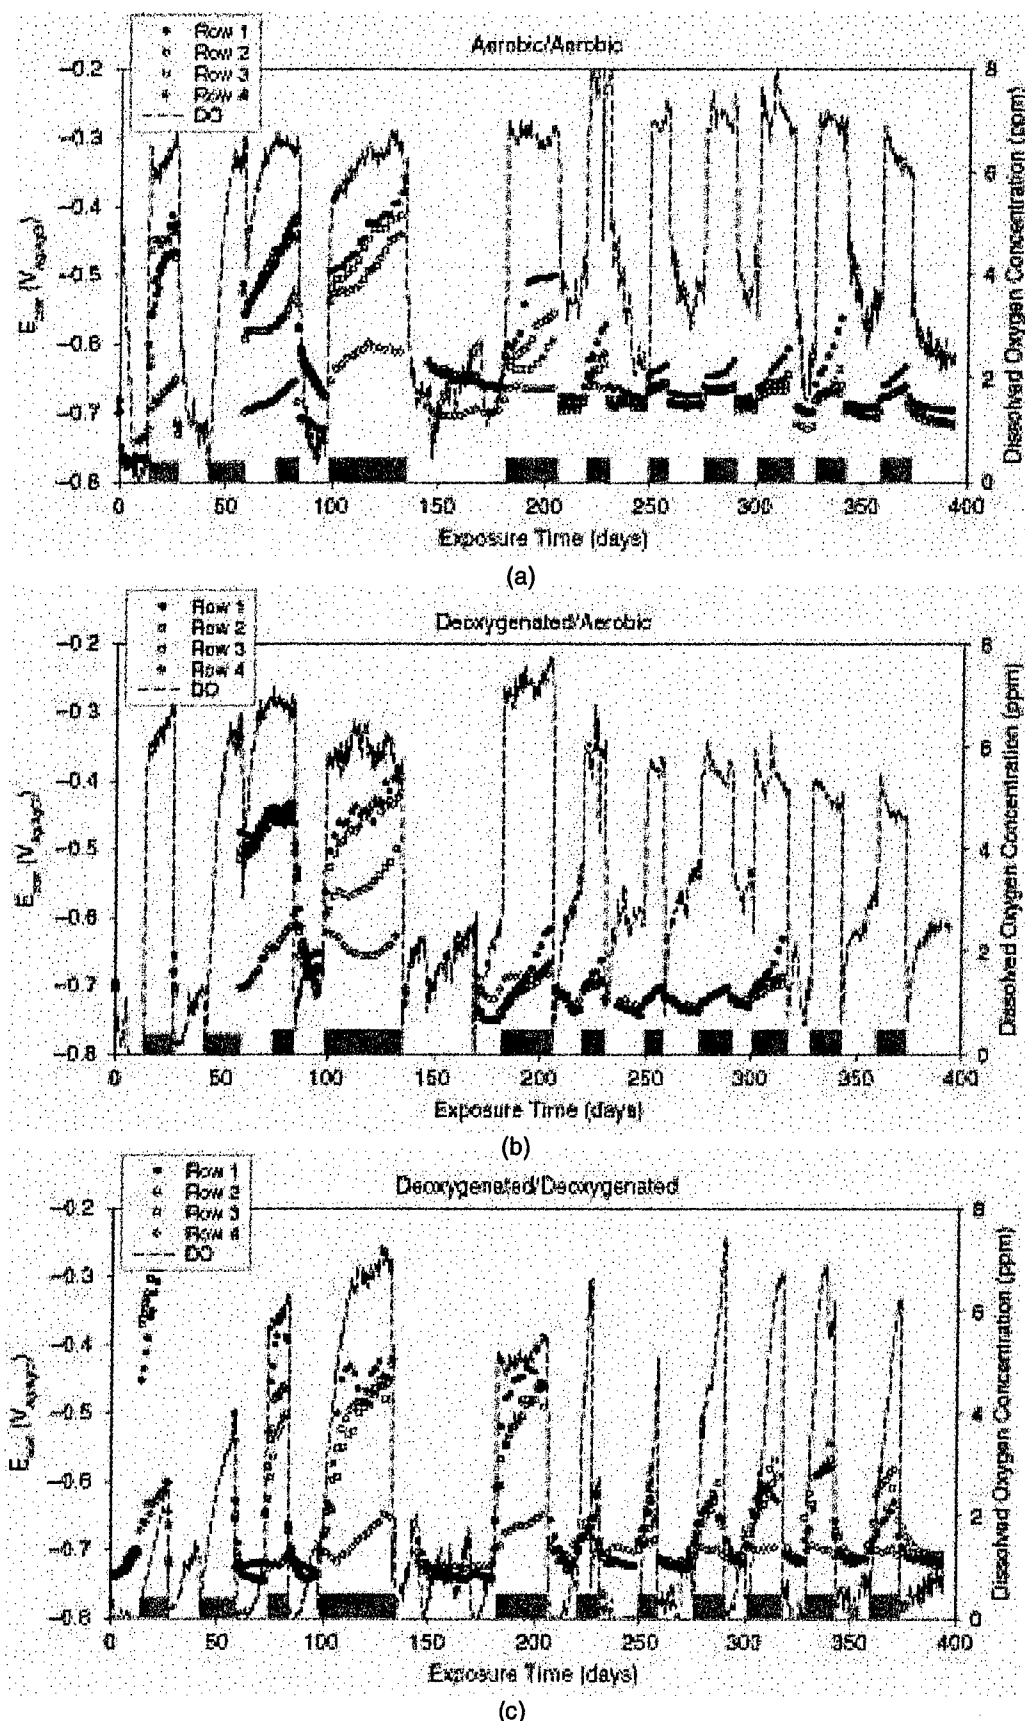 (a)
Row 1
Row 2
Row 3
Row 4
DO
Aerobic/Aerobic
-0.2
-0.3
-0.4
-0.5
-0.6
-0.7
-0.8
8
6
4
2
0
0 50 100 150 200 250 300 350 400
Dissolved Oxygen Concentration (ppm)
Exposure Time (days)
(a)
Row 1
Row 2
Row 3
Row 4
DO
Deoxygenated/Aerobic
-0.2
-0.3
-0.4
-0.5
-0.6
-0.7
-0.8
8
6
4
2
0
0 50 100 150 200 250 300 350 400
Dissolved Oxygen Concentration (ppm)
Exposure Time (days)
(b)
Row 1
Row 2
Row 3
Row 4
DO
Deoxygenated/Deoxygenated
-0.2
-0.3
-0.4
-0.5
-0.6
-0.7
-0.8
8
6
4
2
0
0 50 100 150 200 250 300 350 400
Dissolved Oxygen Concentration (ppm)
Exposure Time (days)
(c)